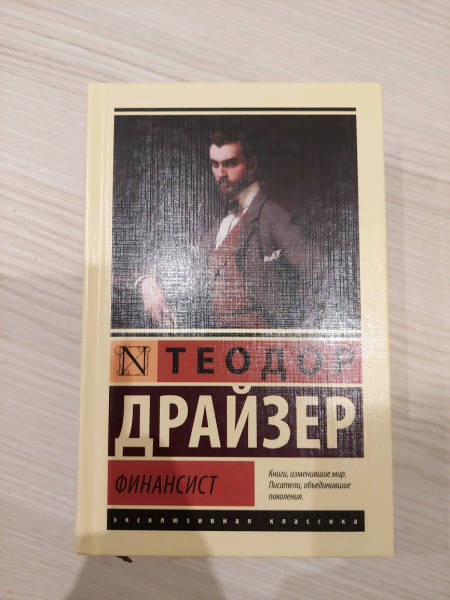 N
ТЕОДОР
ДРАЙЗЕР
ФИНАНСИСТ
Книги, изменившие мир.
Писатели, объединившие
поколения.
эксклюзивная классика